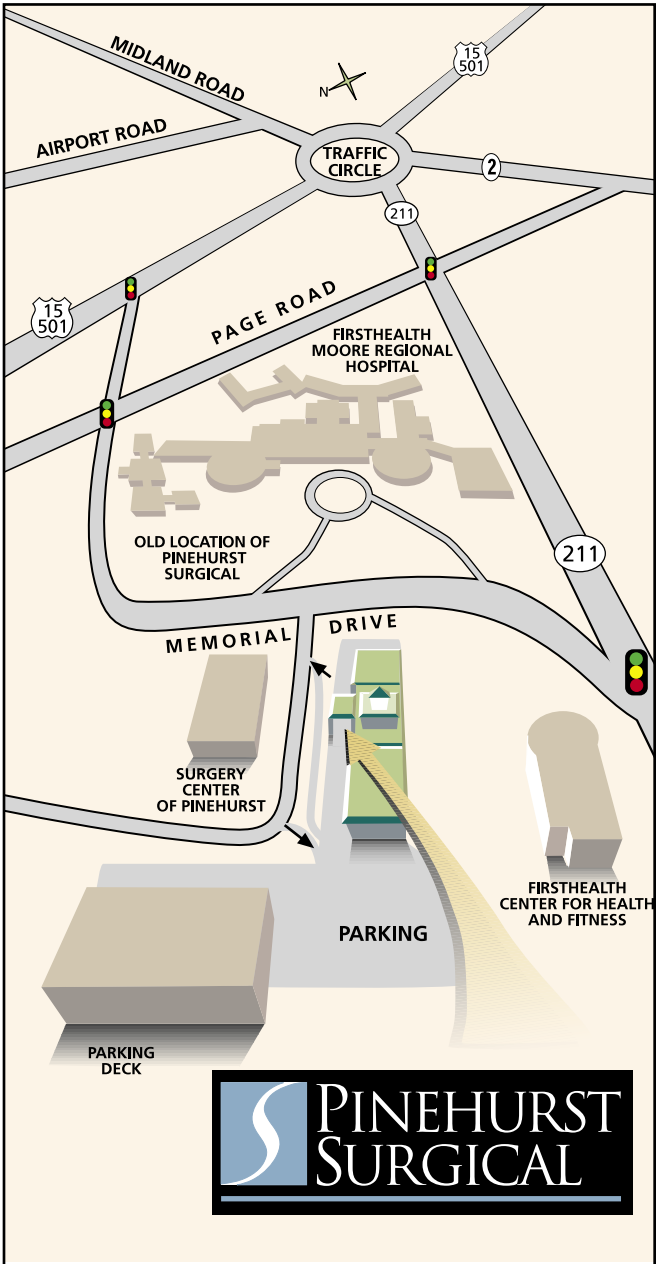 MIDLAND ROAD
15
501
N
AIRPORT ROAD
TRAFFIC
CIRCLE
2
211
15
501
PAGE ROAD
FIRSTHEALTH
MOORE REGIONAL
HOSPITAL
OLD LOCATION OF
PINEHURST
SURGICAL
211
MEMORIAL DRIVE
SURGERY
CENTER
OF PINEHURST
FIRSTHEALTH
CENTER FOR HEALTH
AND FITNESS
PARKING
PARKING
DECK
PINEHURST
SURGICAL